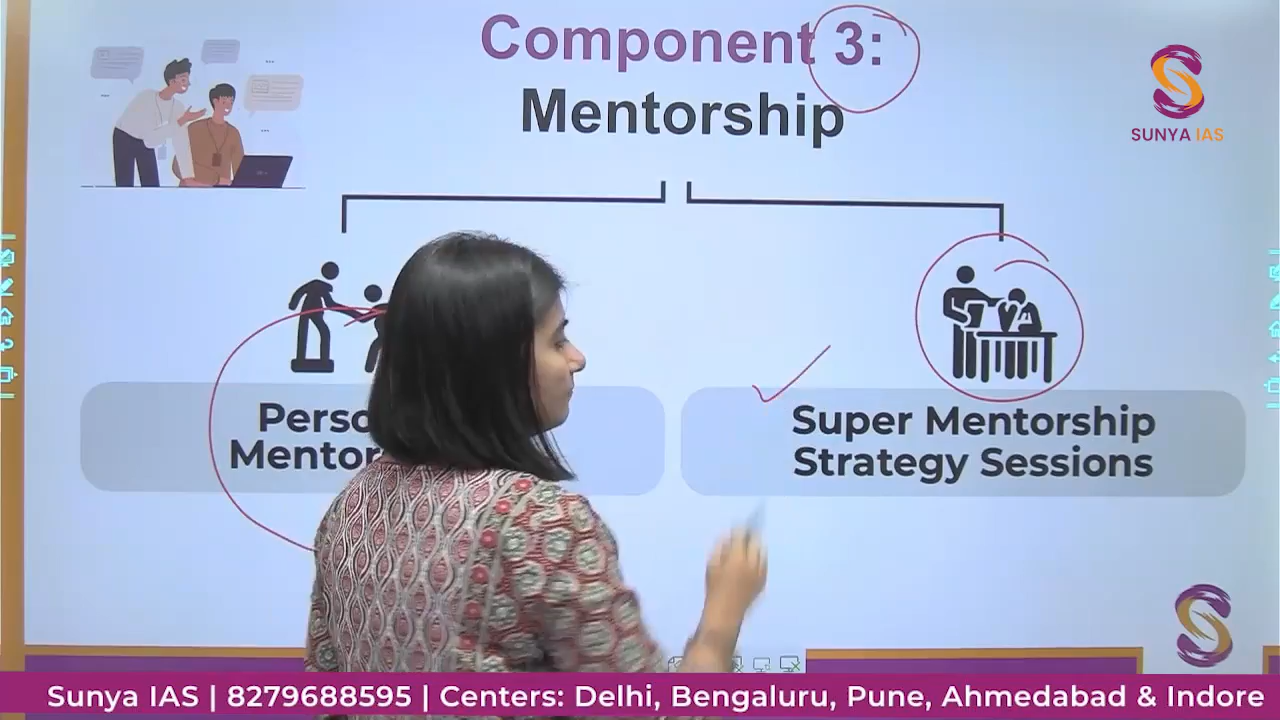 Component 3:
Mentorship
SUNYA IAS
Super Mentorship
Strategy Sessions
Sunya IAS | 8279688595 | Centers: Delhi, Bengaluru, Pune, Ahmedabad & Indore